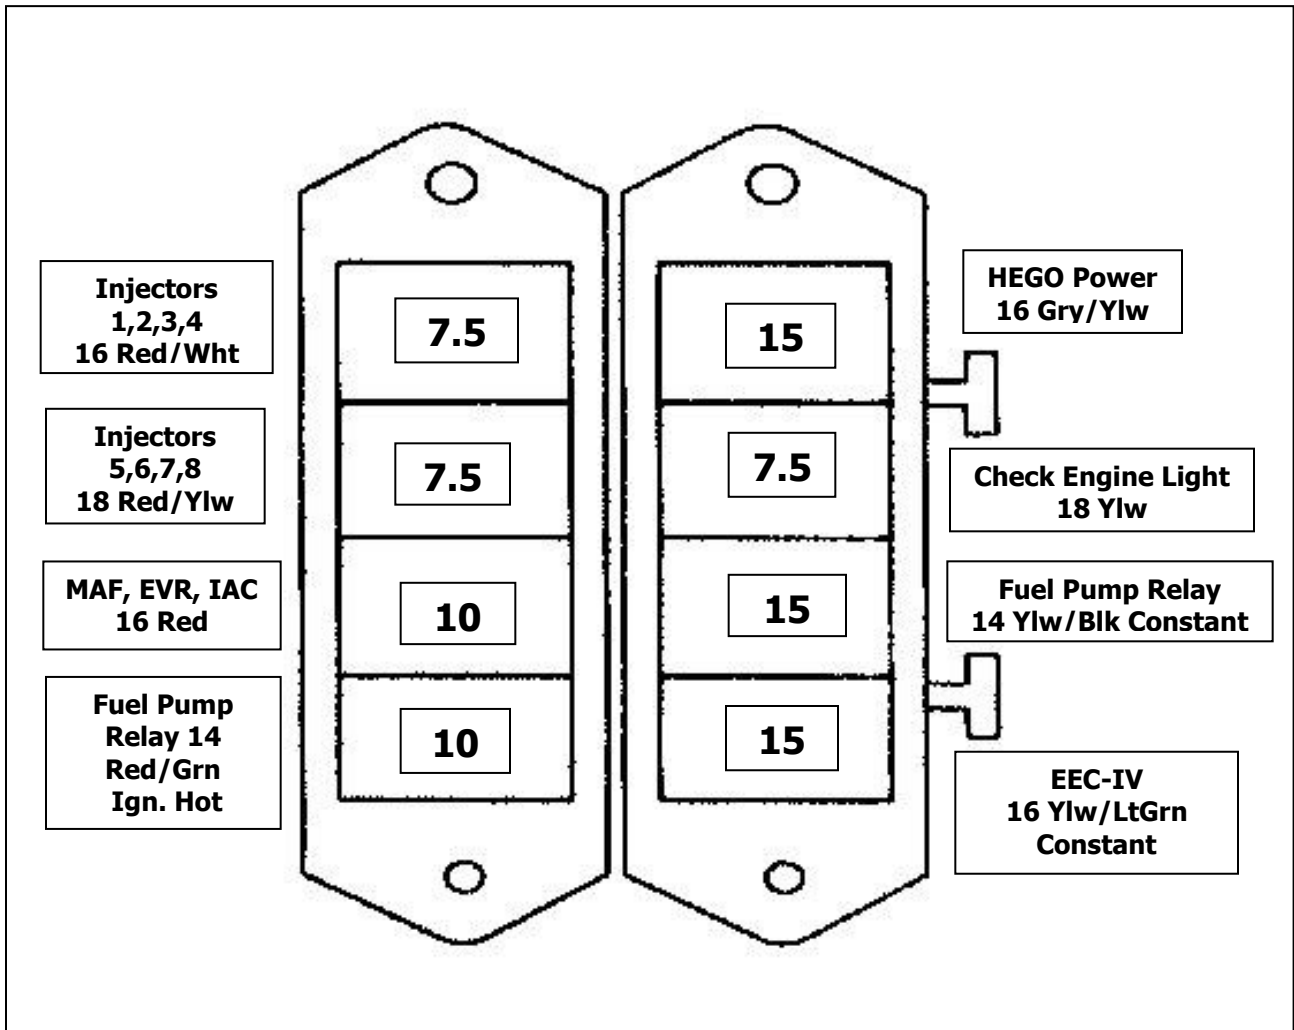 Injectors
1,2,3,4
16 Red/Wht
7.5
15
HEGO Power
16 Gry/Ylw
Injectors
5,6,7,8
18 Red/Ylw
7.5
7.5
Check Engine Light
18 Ylw
MAF, EVR, IAC
16 Red
10
15
Fuel Pump Relay
14 Ylw/Blk Constant
Fuel Pump
Relay 14
Red/Grn
Ign. Hot
10
15
EEC-IV
16 Ylw/LtGrn
Constant